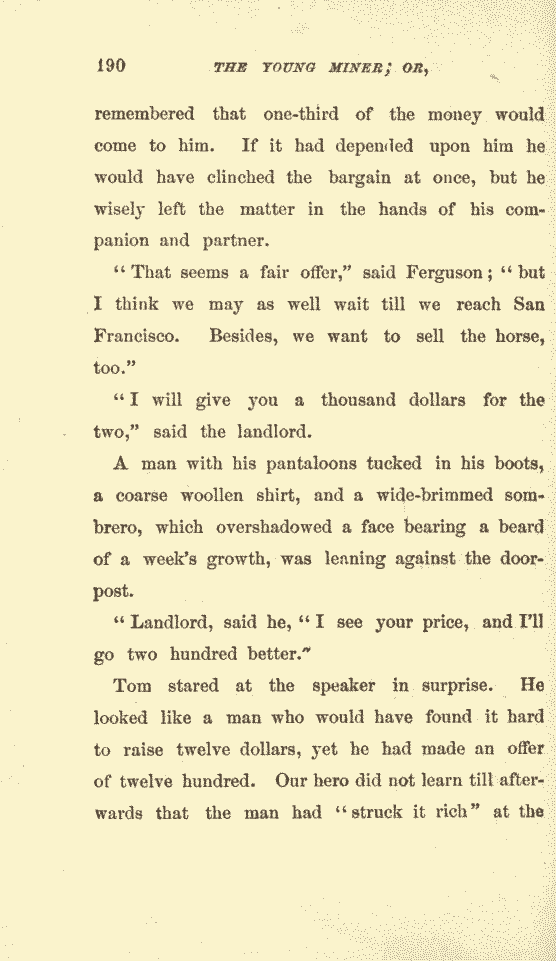 190 THE YOUNG MINER; OR,
remembered that one-third of the money would
come to him. If it had depended upon him he
would have clinched the bargain at once, but he
wisely left the matter in the hands of his com-
panion and partner.
“That seems a fair offer,” said Ferguson; “but
I think we may as well wait till we reach San
Francisco. Besides, we want to sell the horse,
too.”
“I will give you a thousand dollars for the
two,” said the landlord.
A man with his pantaloons tucked in his boots,
a coarse woollen shirt, and a wide-brimmed som-
brero, which overshadowed a face bearing a beard
of a week's growth, was leaning against the door-
post.
“Landlord, said he, “I see your price, and I'll
go two hundred better.”
Tom stared at the speaker in surprise. He
looked like a man who would have found it hard
to raise twelve dollars, yet he had made an offer
of twelve hundred. Our hero did not learn till after-
wards that the man had “struck it rich” at the